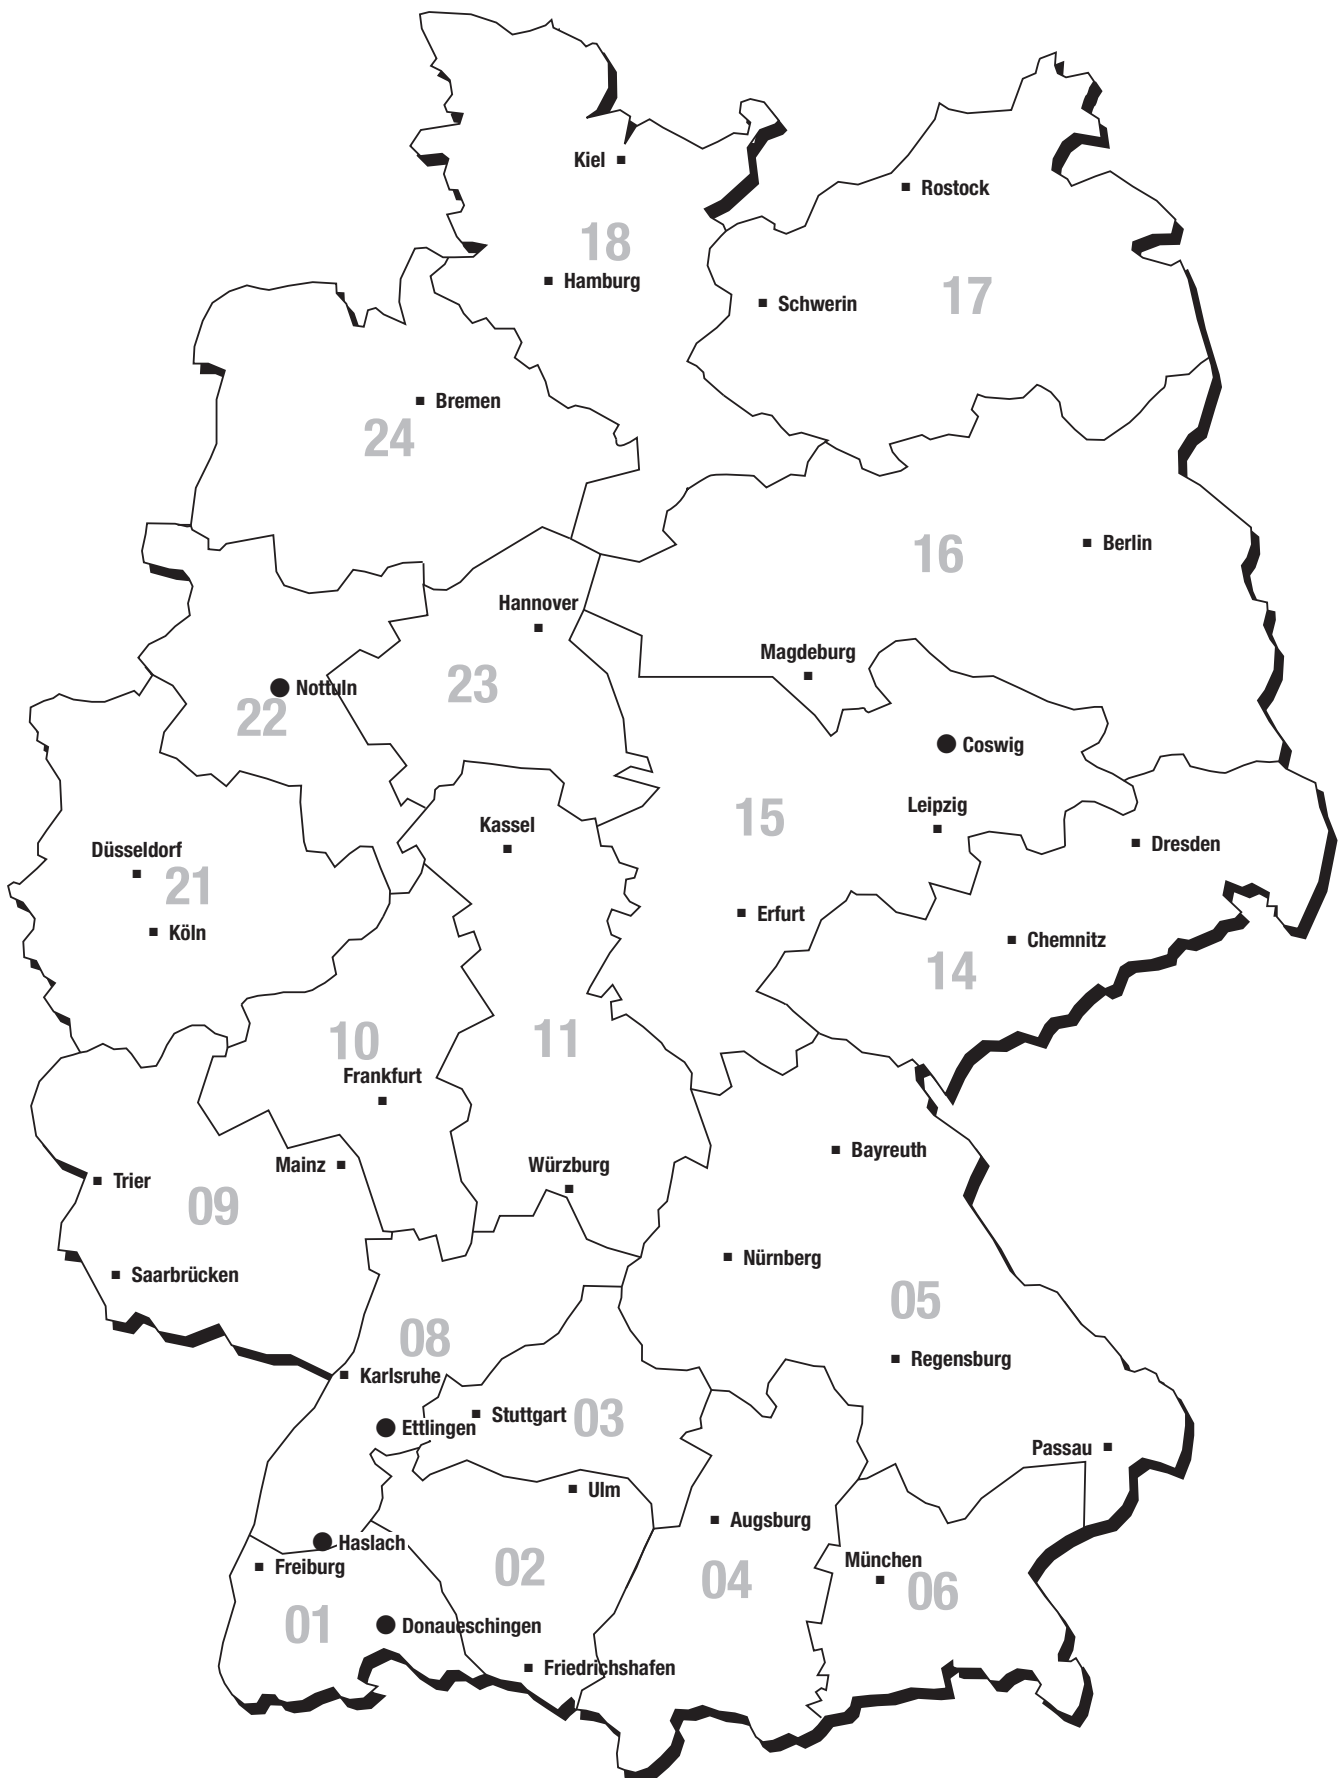 Kiel
Rostock
18
Hamburg
17
Schwerin
Bremen
24
Berlin
16
Hannover
Magdeburg
23
Nottuln
22
Coswig
15
Leipzig
Kassel
Düsseldorf
Dresden
21
Erfurt
Köln
Chemnitz
14
10
11
Frankfurt
Bayreuth
Mainz
Würzburg
Trier
09
Nürnberg
Saarbrücken
05
08
Regensburg
Karlsruhe
Stuttgart
03
Ettlingen
Passau
Ulm
Augsburg
Haslach
München
Freiburg
02
04
06
01
Donaueschingen
Friedrichshafen